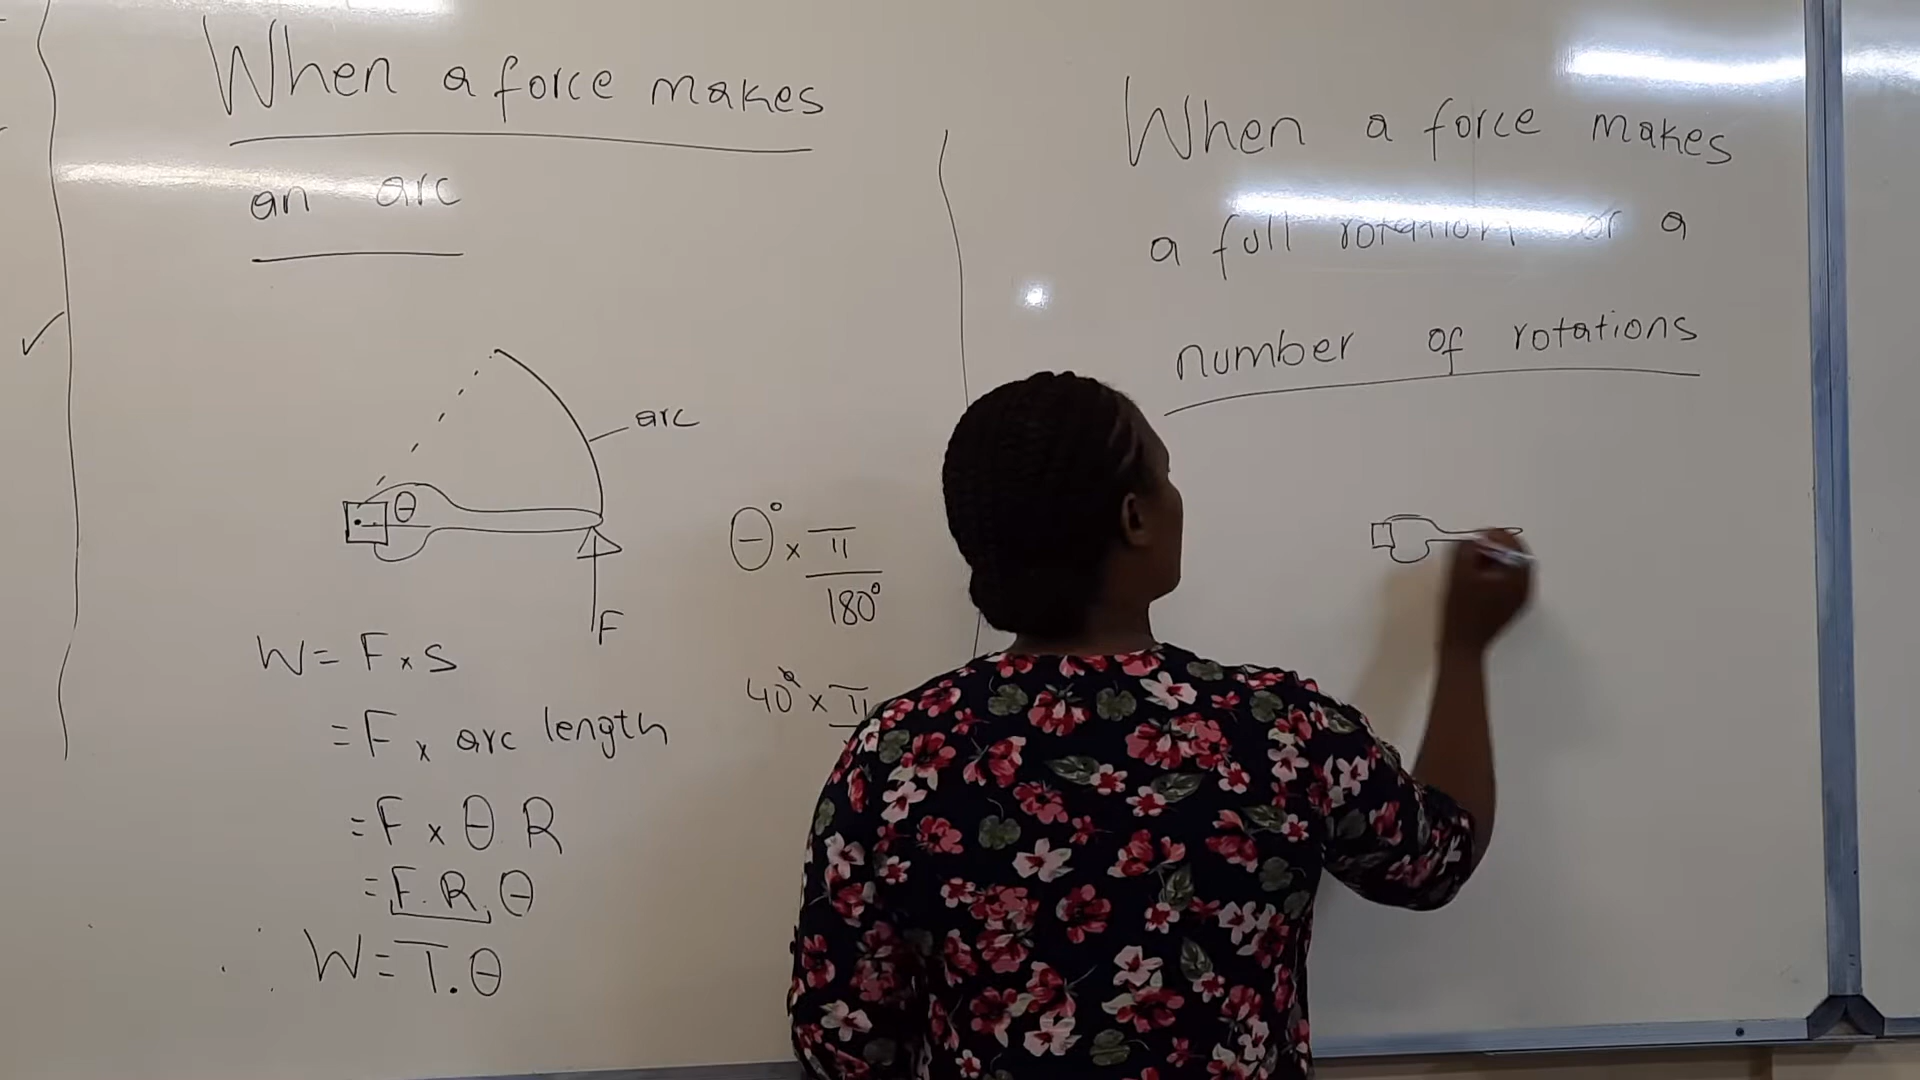 When a force makes
an arc
arc
θ
F
W = F × s
= F × arc length
= F × θ R
= F. R. θ
W = T. θ
θ° × π
180°
40° × π
When a force makes
a full rotation or a
number of rotations